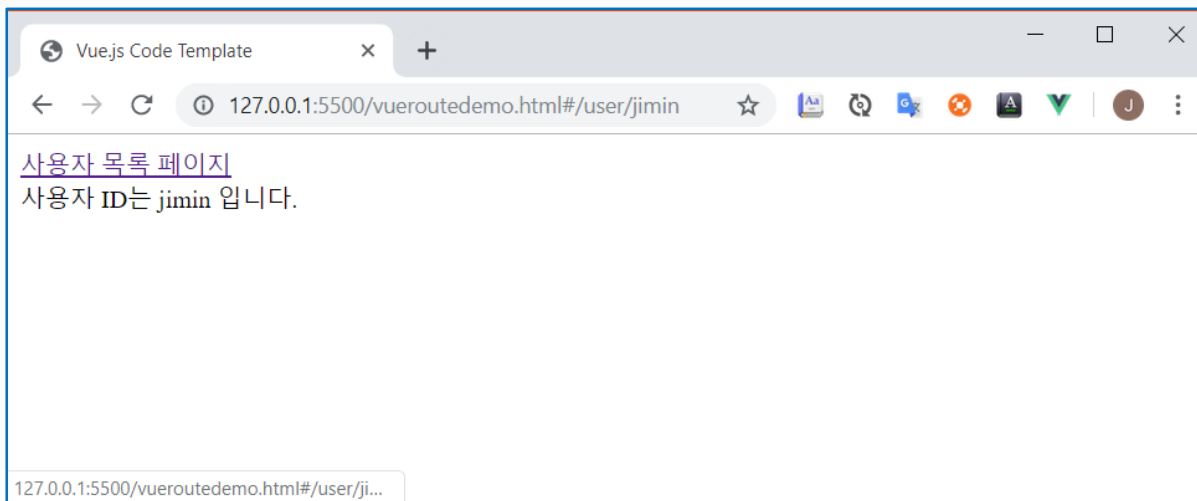 Vue.js Code Template
127.0.0.1:5500/vueroutedemo.html#/user/jimin
J
사용자 목록 페이지
사용자 ID는 jimin 입니다.
127.0.0.1:5500/vueroutedemo.html#/user/ji...